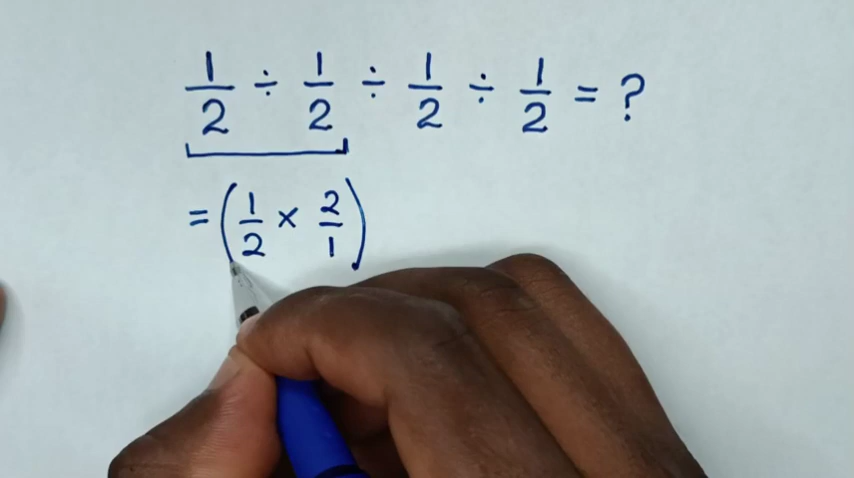 1/2 ÷ 1/2 ÷ 1/2 ÷ 1/2 = ?
= (1/2 × 2/1)